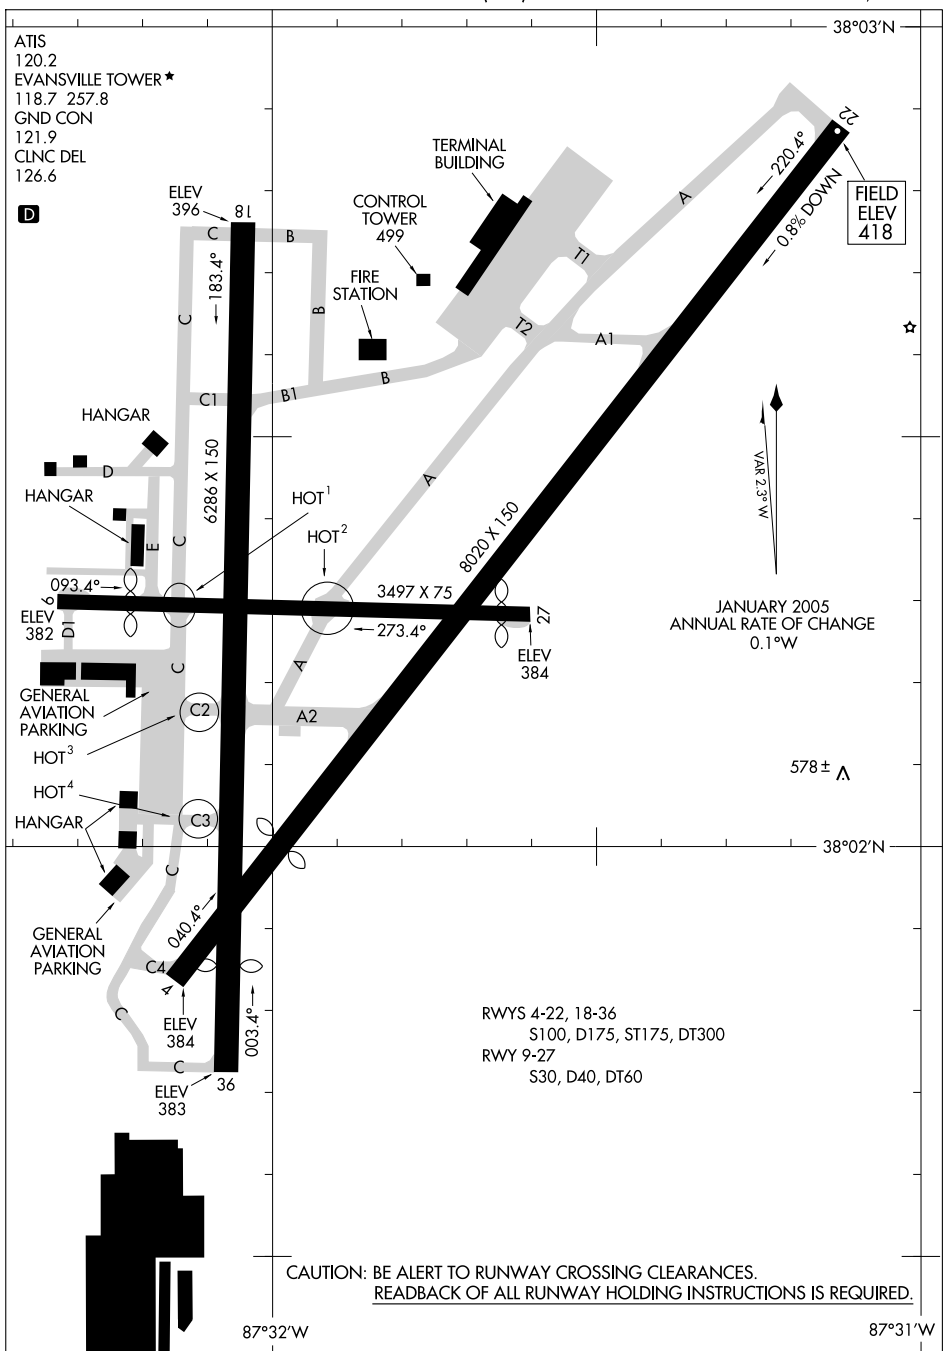 38°03'N
ATIS
120.2
EVANSVILLE TOWER★
118.7 257.8
GND CON
121.9
CLNC DEL
126.6
D
22
220.4°
A
0.8% DOWN
FIELD
ELEV
418
TERMINAL
BUILDING
CONTROL
TOWER
499
FIRE
STATION
ELEV
396
18
C
B
183.4°
C
B
T1
T2
A1
C1
B1
B
HANGAR
D
HANGAR
6286 X 150
A
VAR 2.3° W
HOT1
HOT2
8020 X 150
E
C
093.4°
9
ELEV
382
D1
3497 X 75
273.4°
27
ELEV
384
JANUARY 2005
ANNUAL RATE OF CHANGE
0.1°W
C
A
GENERAL
AVIATION
PARKING
C2
A2
HOT3
578±
HOT4
HANGAR
C3
38°02'N
C
040.4°
GENERAL
AVIATION
PARKING
C4
4
ELEV
384
003.4°
C
C
36
ELEV
383
RWYS 4-22, 18-36
S100, D175, ST175, DT300
RWY 9-27
S30, D40, DT60
CAUTION: BE ALERT TO RUNWAY CROSSING CLEARANCES.
READBACK OF ALL RUNWAY HOLDING INSTRUCTIONS IS REQUIRED.
87°32'W
87°31'W